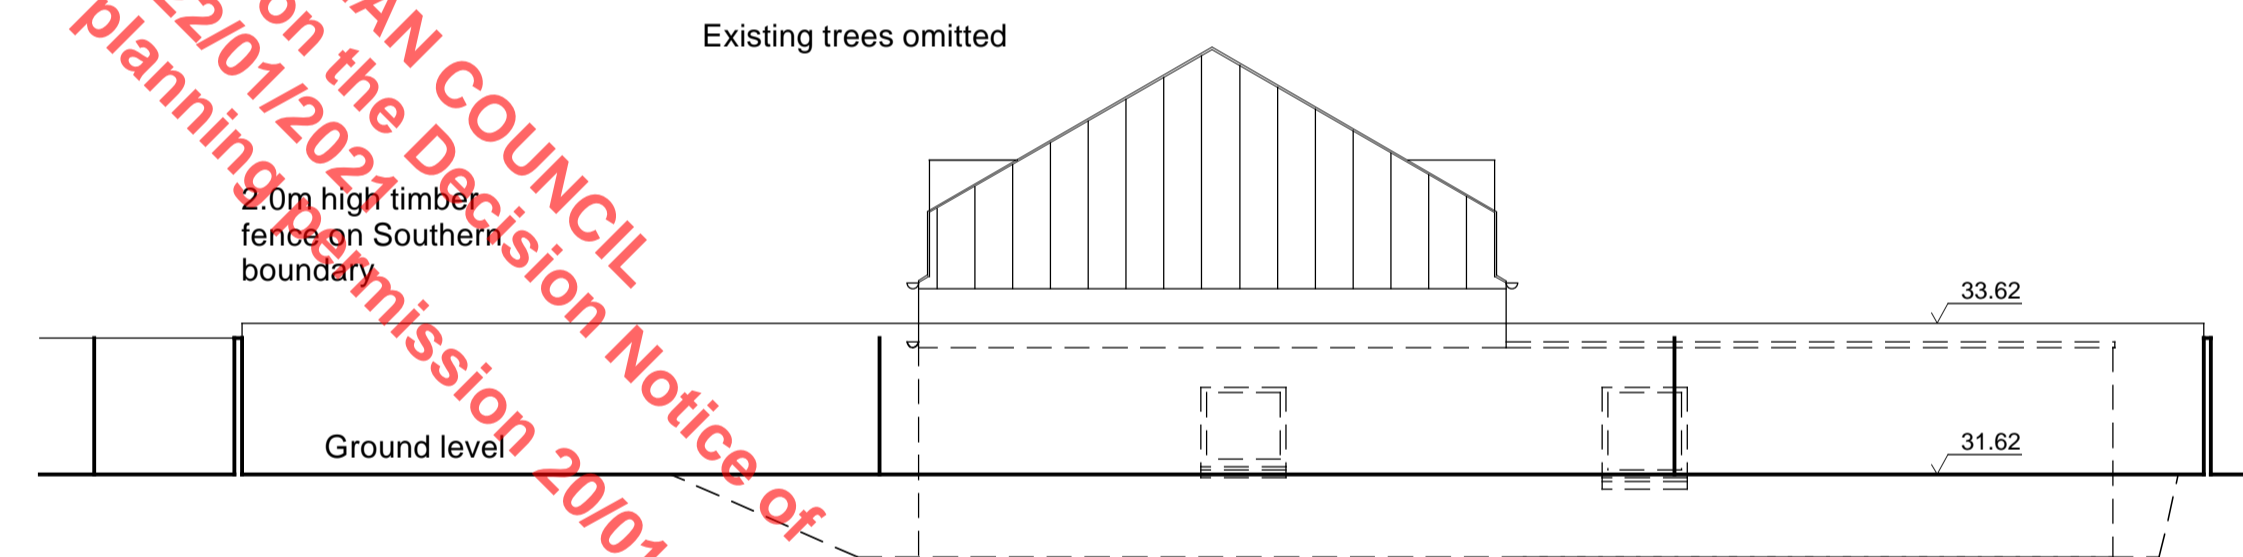 AN COUNCIL
on the Decision Notice of
22/01/2021
planning permission 20/01
Existing trees omitted
2.0m high timber
fence on Southern
boundary
33.62
Ground level
31.62